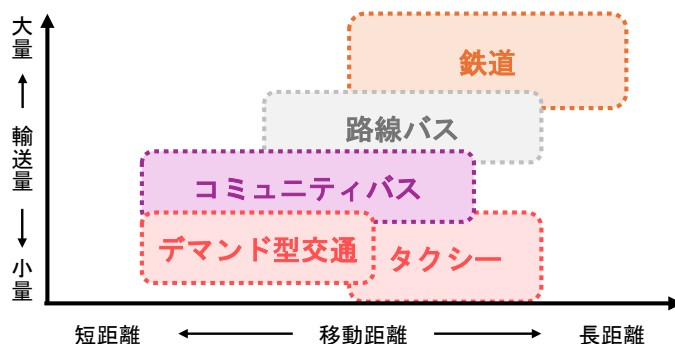 大量
輸送量
小量
鉄道
路線バス
コミュニティバス
デマンド型交通
タクシー
短距離
移動距離
長距離